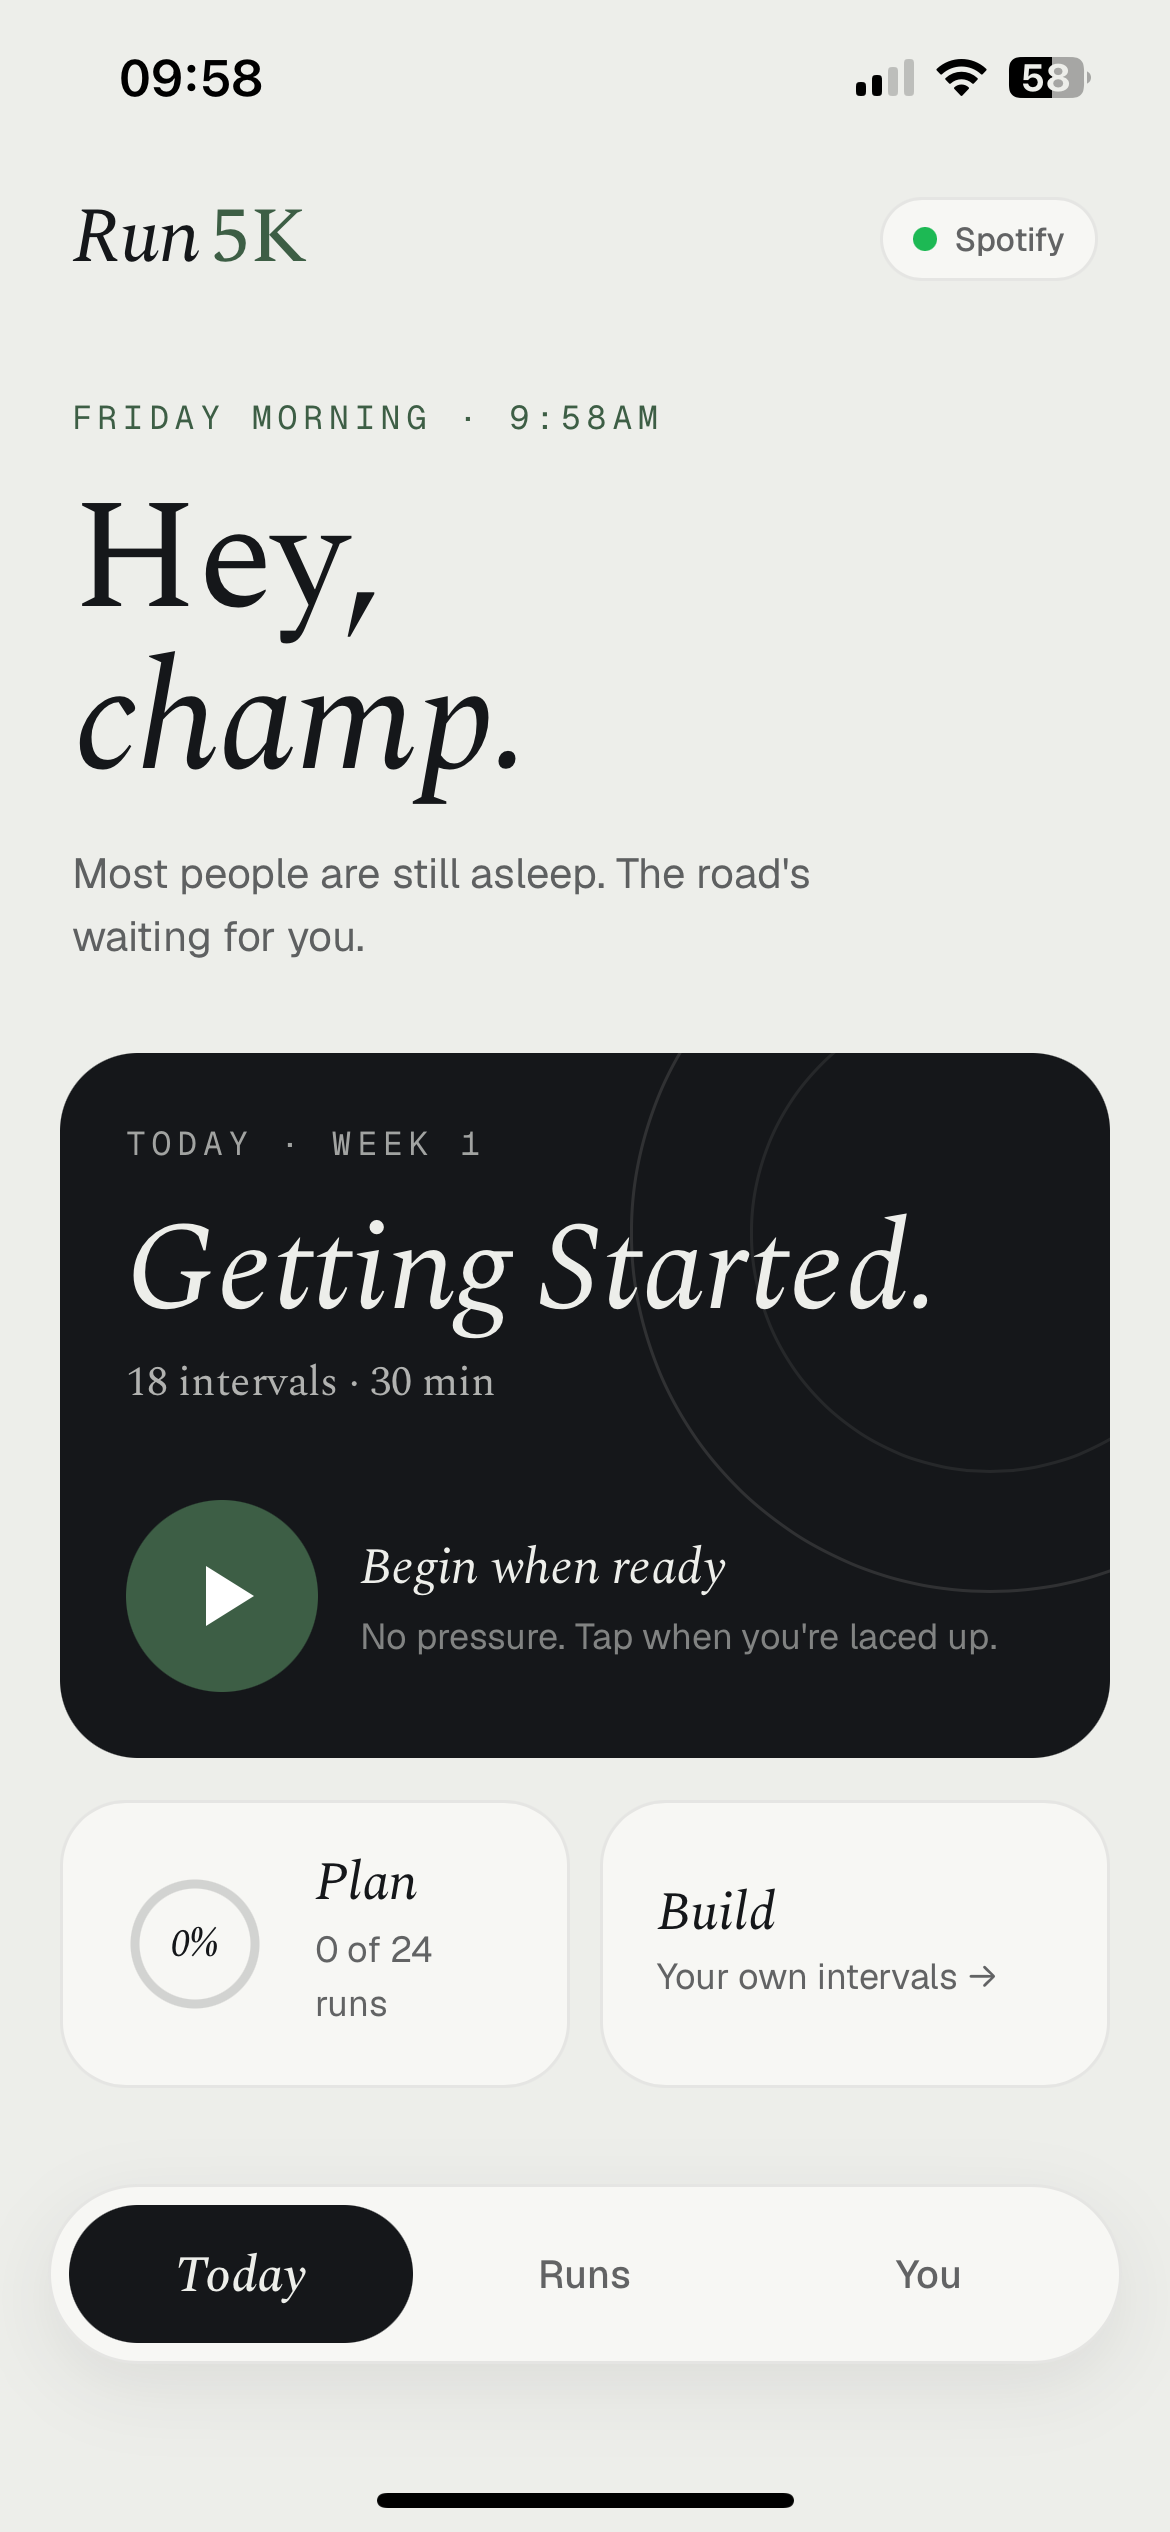 09:58
58
Run 5K
Spotify
FRIDAY MORNING · 9:58AM
Hey,
champ.
Most people are still asleep. The road's
waiting for you.
TODAY · WEEK 1
Getting Started.
18 intervals · 30 min
Begin when ready
No pressure. Tap when you're laced up.
0%
Plan
0 of 24
runs
Build
Your own intervals →
Today
Runs
You